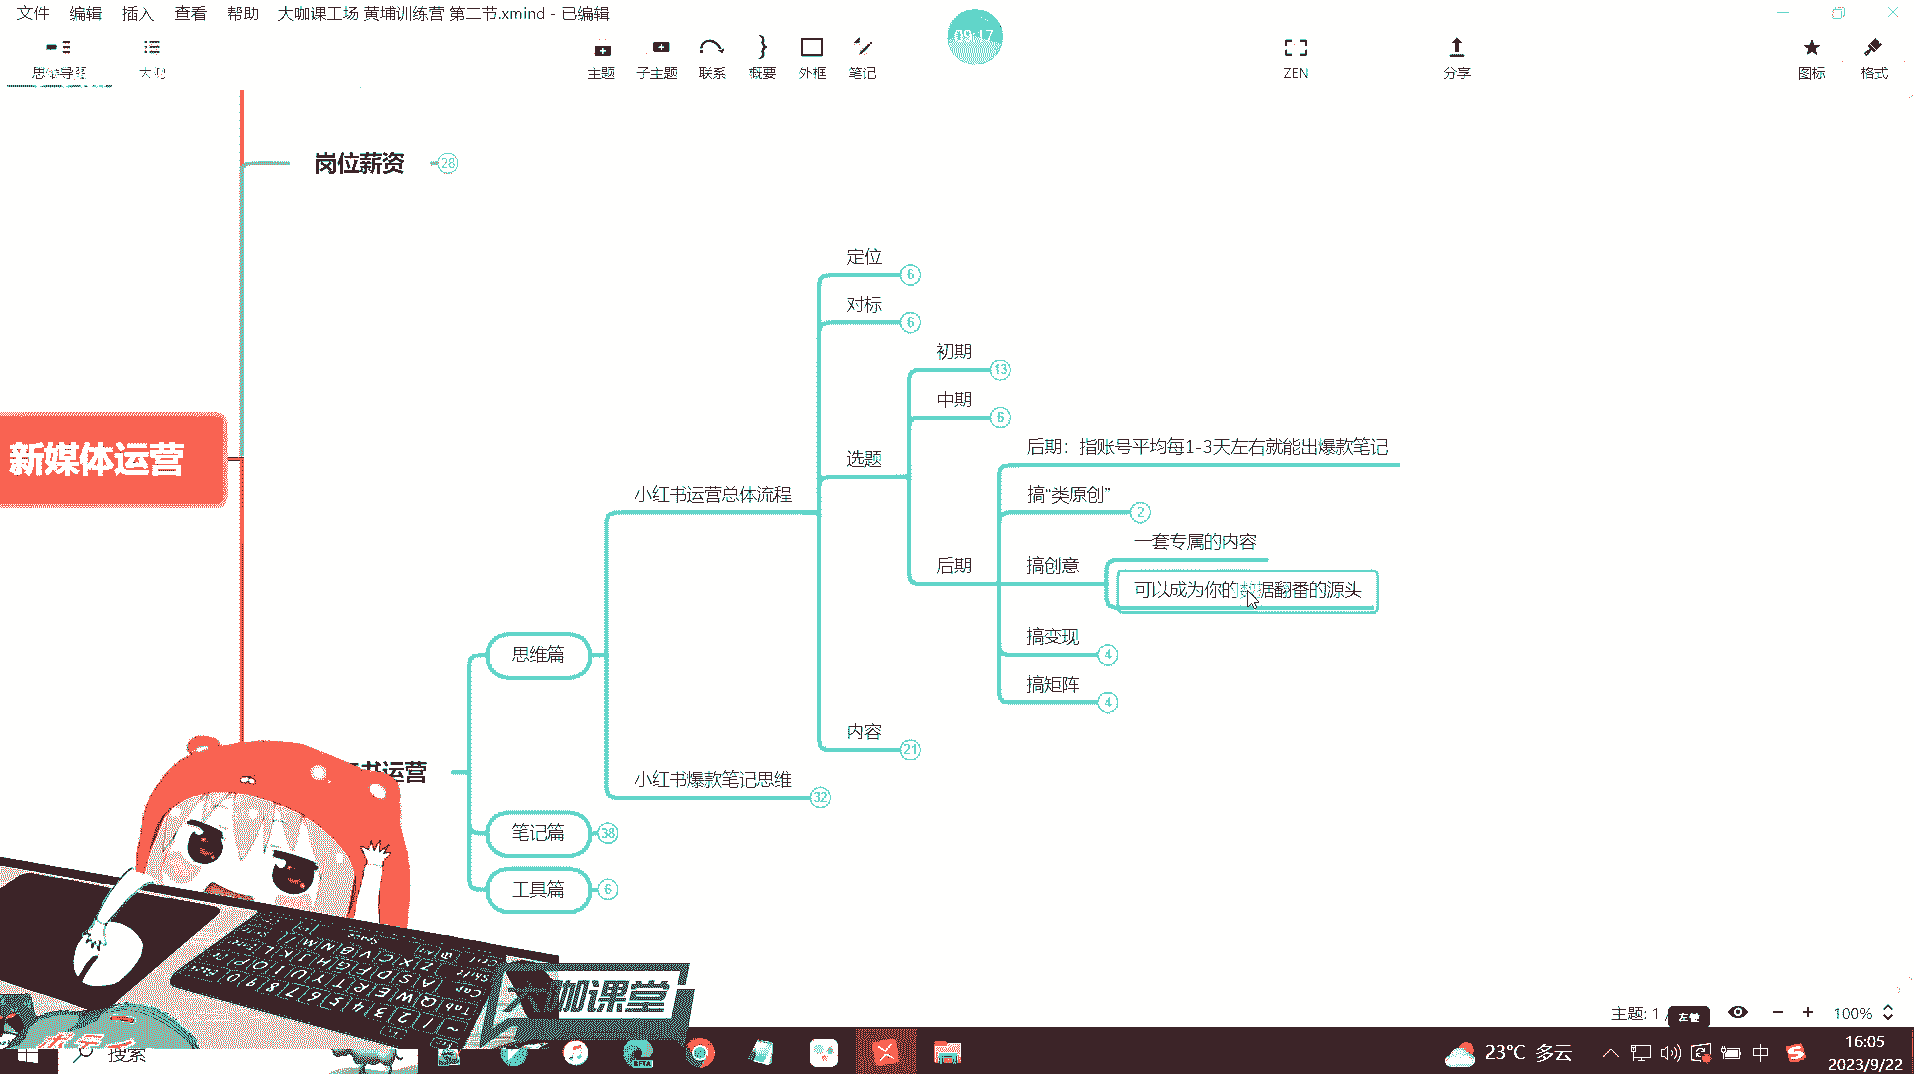 文件 编辑 插入 查看 帮助 大咖课工场 黄埔训练营 第二节.xmind - 已编辑
09:17
思维导图
主题 子主题 联系 概要 外框 笔记
ZEN
分享
图标 格式
岗位薪资 28
定位 6
对标 6
初期 13
中期 6
后期：指账号平均每1-3天左右就能出爆款笔记
新媒体运营
选题
小红书运营总体流程
搞“类原创” 2
一套专属的内容
后期
搞创意
可以成为你的数据翻番的源头
搞变现 4
思维篇
搞矩阵 4
内容 21
书运营
小红书爆款笔记思维 32
笔记篇 38
工具篇 6
咖课堂
主题: 1 /
100%
搜索
BETA
23°C 多云
中
16:05
2023/9/22